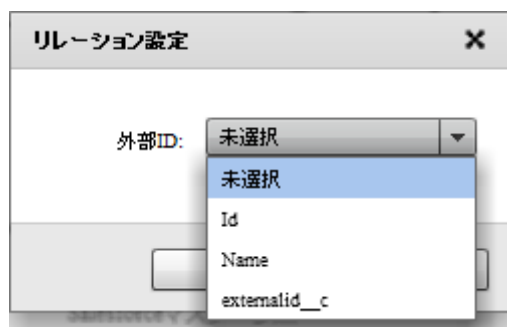 リレーション設定
外部ID:
未選択
未選択
Id
Name
externalid__c